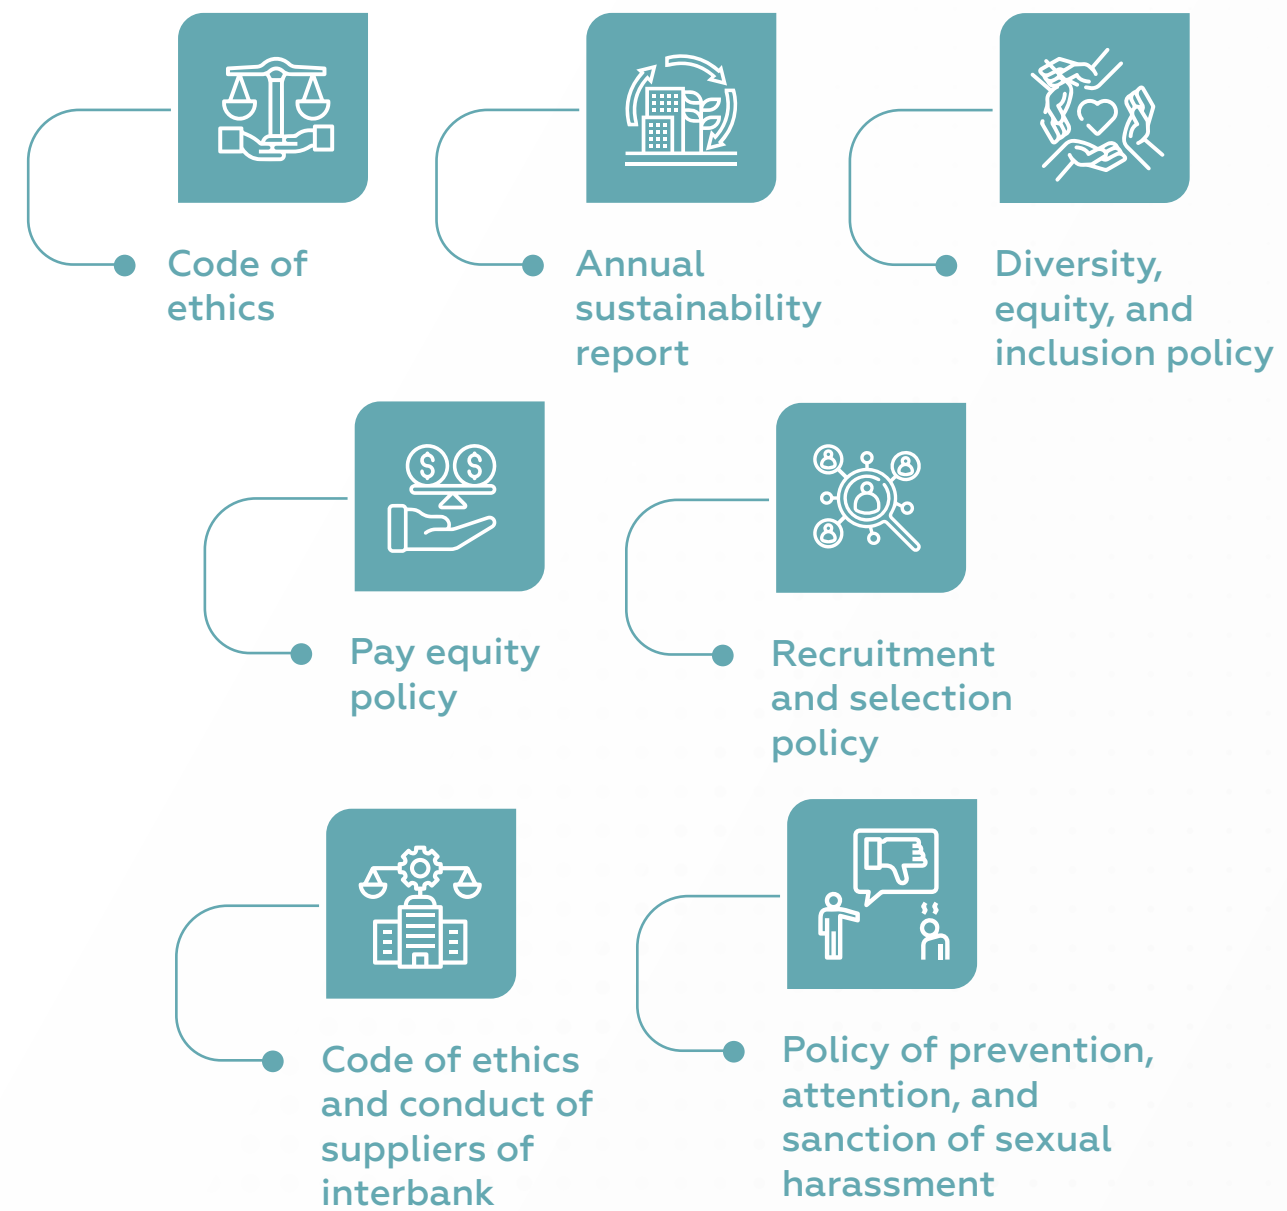 Code of
ethics
Annual
sustainability
report
Diversity,
equity, and
inclusion policy
$ $
Pay equity
policy
Recruitment
and selection
policy
Code of ethics
and conduct of
suppliers of
interbank
Policy of prevention,
attention, and
sanction of sexual
harassment